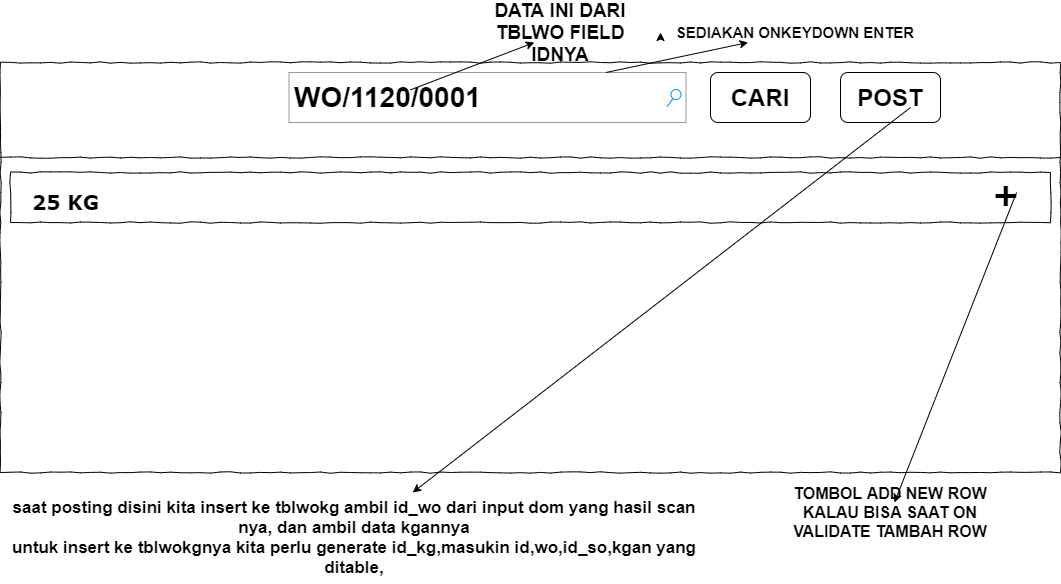 DATA INI DARI
TBLWO FIELD
IDNYA
SEDIAKAN ONKEYDOWN ENTER
WO/1120/0001
CARI
POST
25 KG
+
saat posting disini kita insert ke tblwokg ambil id_wo dari input dom yang hasil scan
nya, dan ambil data kgannya
untuk insert ke tblwokgnya kita perlu generate id_kg,masukin id,wo,id_so,kgan yang
ditable,
TOMBOL ADD NEW ROW
KALAU BISA SAAT ON
VALIDATE TAMBAH ROW